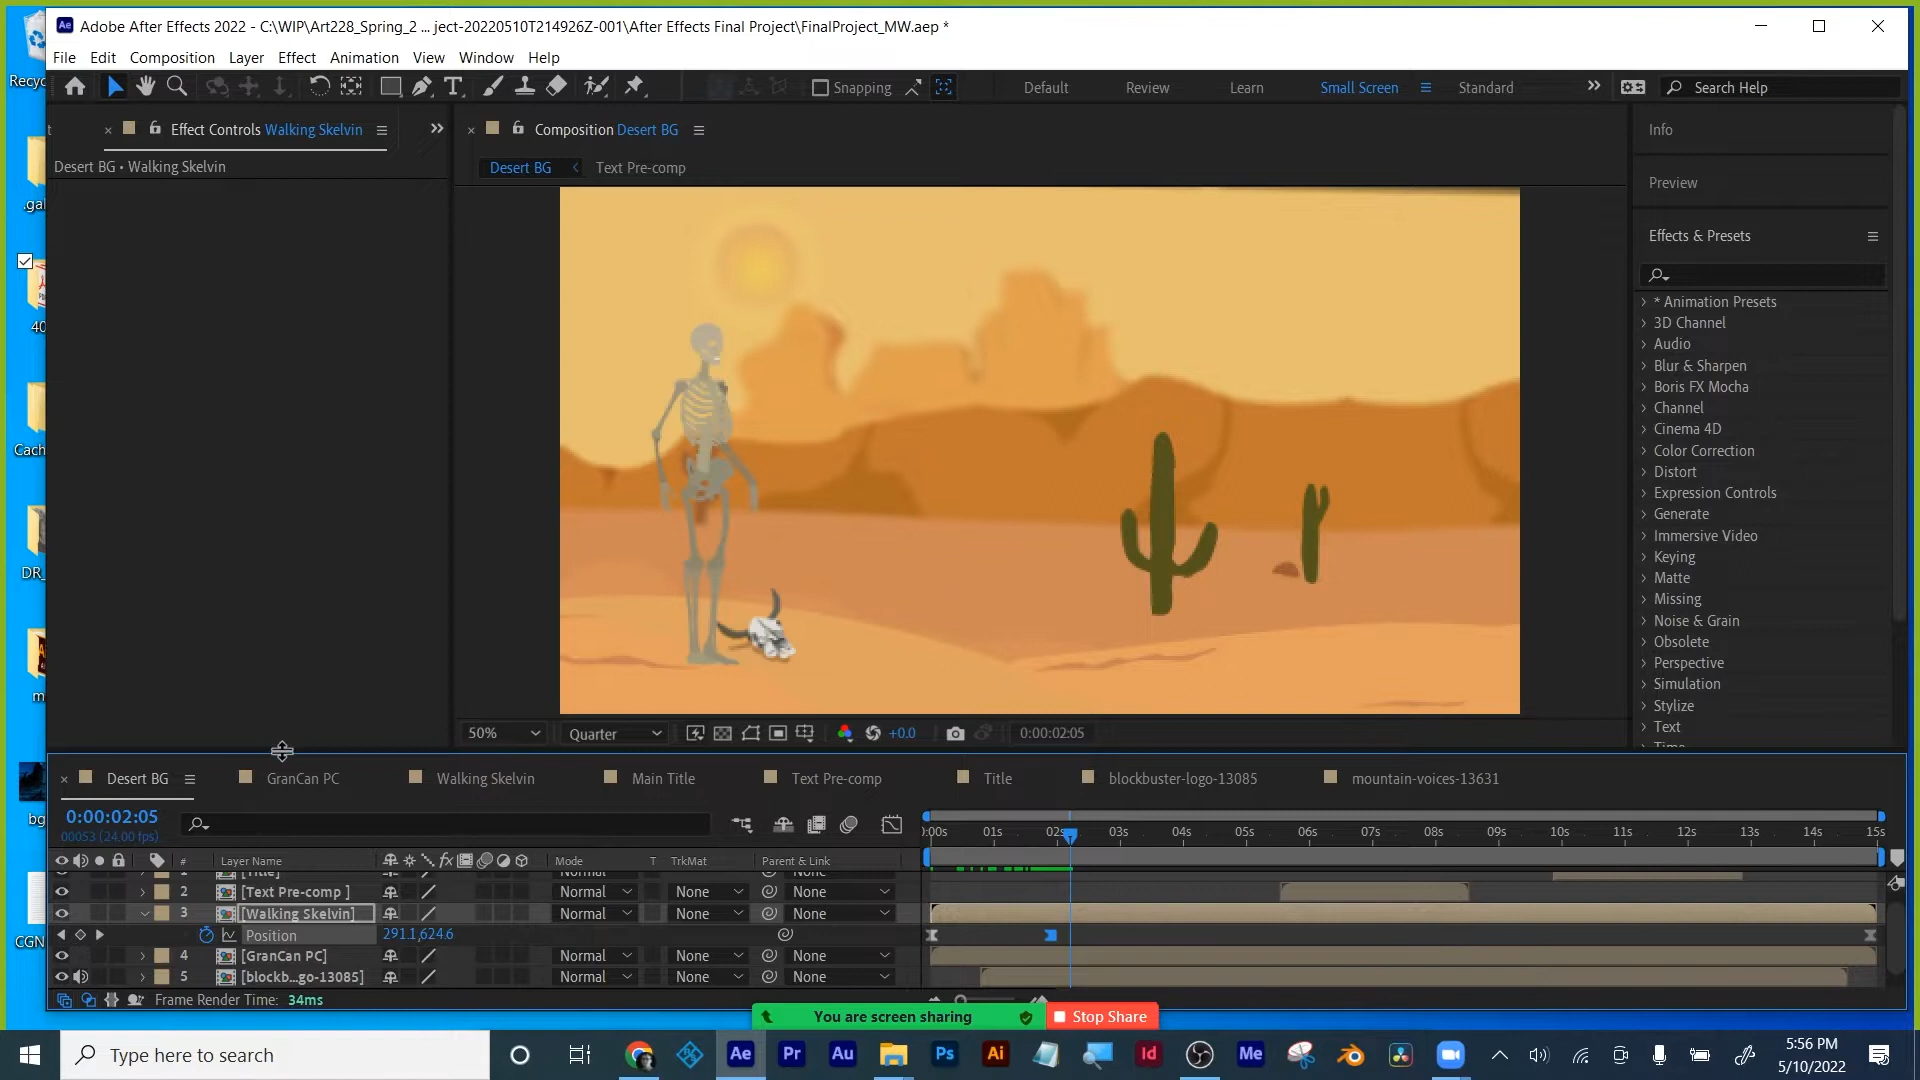 Adobe After Effects 2022 - C:\WIP\Art228_Spring_2 ... ject-20220510T214926Z-001\After Effects Final Project\FinalProject_MW.aep *
File Edit Composition Layer Effect Animation View Window Help
Snapping Default Review Learn Small Screen Standard Search Help
Effect Controls Walking Skelvin
Composition Desert BG
Desert BG • Walking Skelvin
Desert BG Text Pre-comp
Info
Preview
Effects & Presets
* Animation Presets
3D Channel
Audio
Blur & Sharpen
Boris FX Mocha
Channel
Cinema 4D
Color Correction
Distort
Expression Controls
Generate
Immersive Video
Keying
Matte
Missing
Noise & Grain
Obsolete
Perspective
Simulation
Stylize
Text
Time
50% Quarter +0.0 0:00:02:05
Desert BG GranCan PC Walking Skelvin Main Title Text Pre-comp Title blockbuster-logo-13085 mountain-voices-13631
0:00:02:05
00053 (24.00 fps)
):00s 01s 02s 03s 04s 05s 06s 07s 08s 09s 10s 11s 12s 13s 14s 15s
# Layer Name Mode T TrkMat Parent & Link
1 [Title] Normal None
2 [Text Pre-comp ] Normal None None
3 [Walking Skelvin] Normal None None
Position 291.1,624.6
4 [GranCan PC] Normal None None
5 [blockb...go-13085] Normal None None
Frame Render Time: 34ms
You are screen sharing Stop Share
Recyc
.gal
40
Cach
DR_
m
bg
CGN
Type here to search
Ae Pr Au Ps Ai Id Me
5:56 PM
5/10/2022